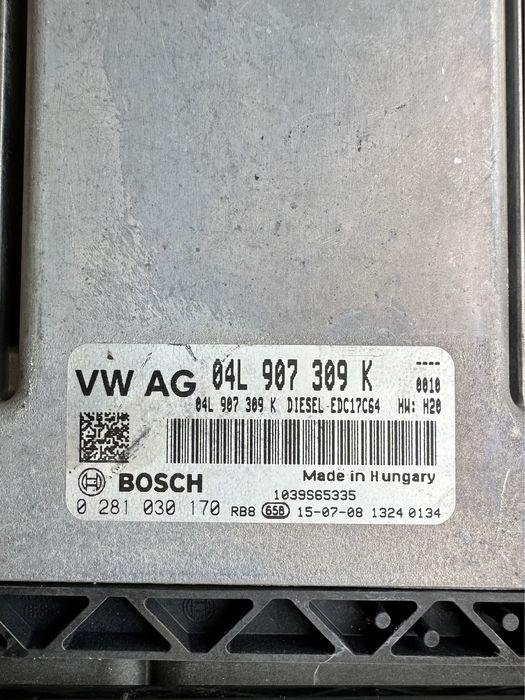 ----
VW AG 04L 907 309 K 0010
04L 907 309 K DIESEL EDC17C64 HW: H20
BOSCH Made in Hungary
1039S65335
0 281 030 170 RB8 65B 15-07-08 1324 0134